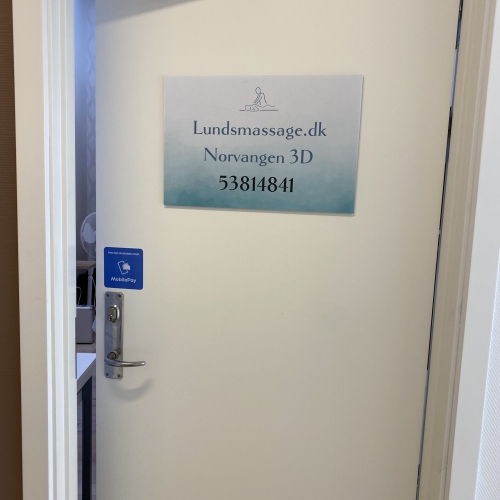 Lundsmassage.dk
Norvangen 3D
53814841
MobilePay